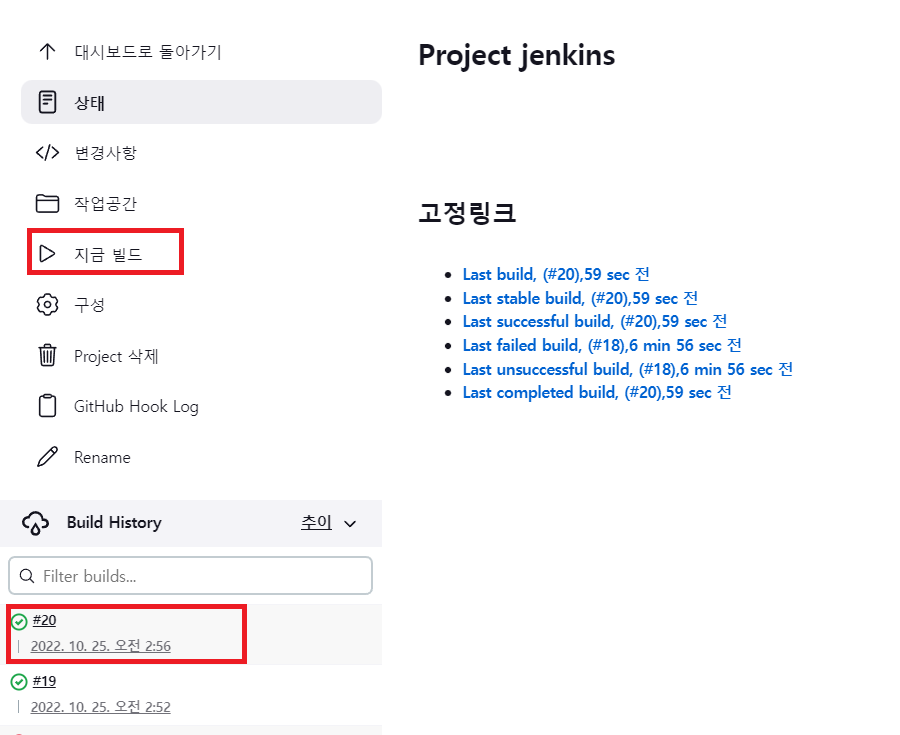 대시보드로 돌아가기
상태
변경사항
작업공간
지금 빌드
구성
Project 삭제
GitHub Hook Log
Rename
Build History 추이
Filter builds...
#20
2022. 10. 25. 오전 2:56
#19
2022. 10. 25. 오전 2:52
Project jenkins
고정링크
Last build, (#20),59 sec 전
Last stable build, (#20),59 sec 전
Last successful build, (#20),59 sec 전
Last failed build, (#18),6 min 56 sec 전
Last unsuccessful build, (#18),6 min 56 sec 전
Last completed build, (#20),59 sec 전